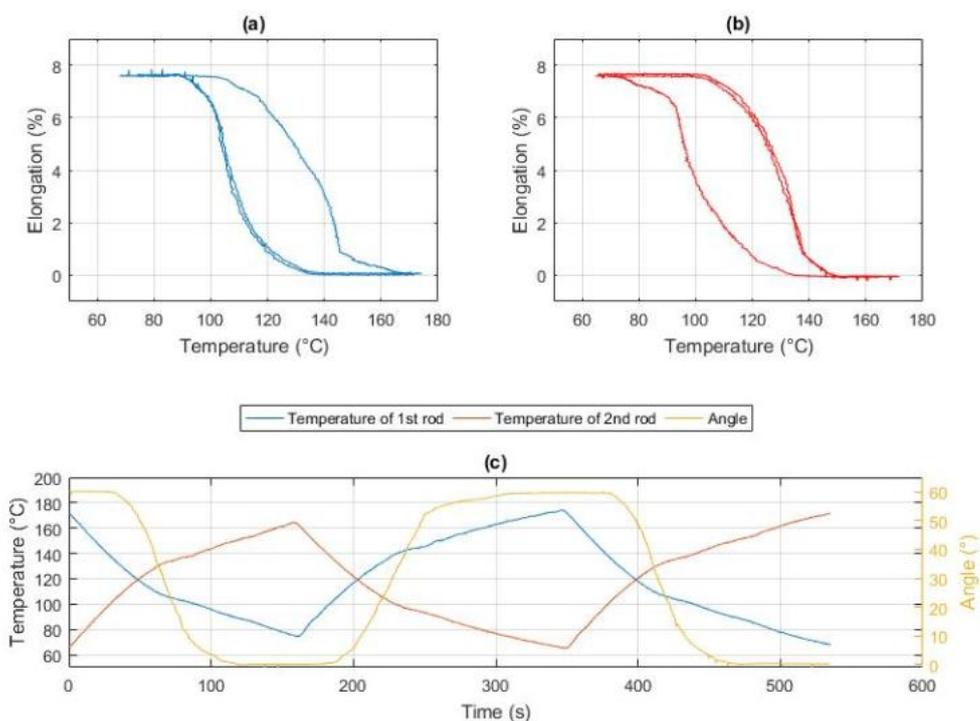 (a)
(b)
8
6
4
2
0
Elongation (%)
60 80 100 120 140 160 180
Temperature (°C)
8
6
4
2
0
Elongation (%)
60 80 100 120 140 160 180
Temperature (°C)
Temperature of 1st rod Temperature of 2nd rod Angle
(c)
200
180
160
140
120
100
80
60
Temperature (°C)
60
50
40
30
20
10
0
Angle (°)
0 100 200 300 400 500 600
Time (s)